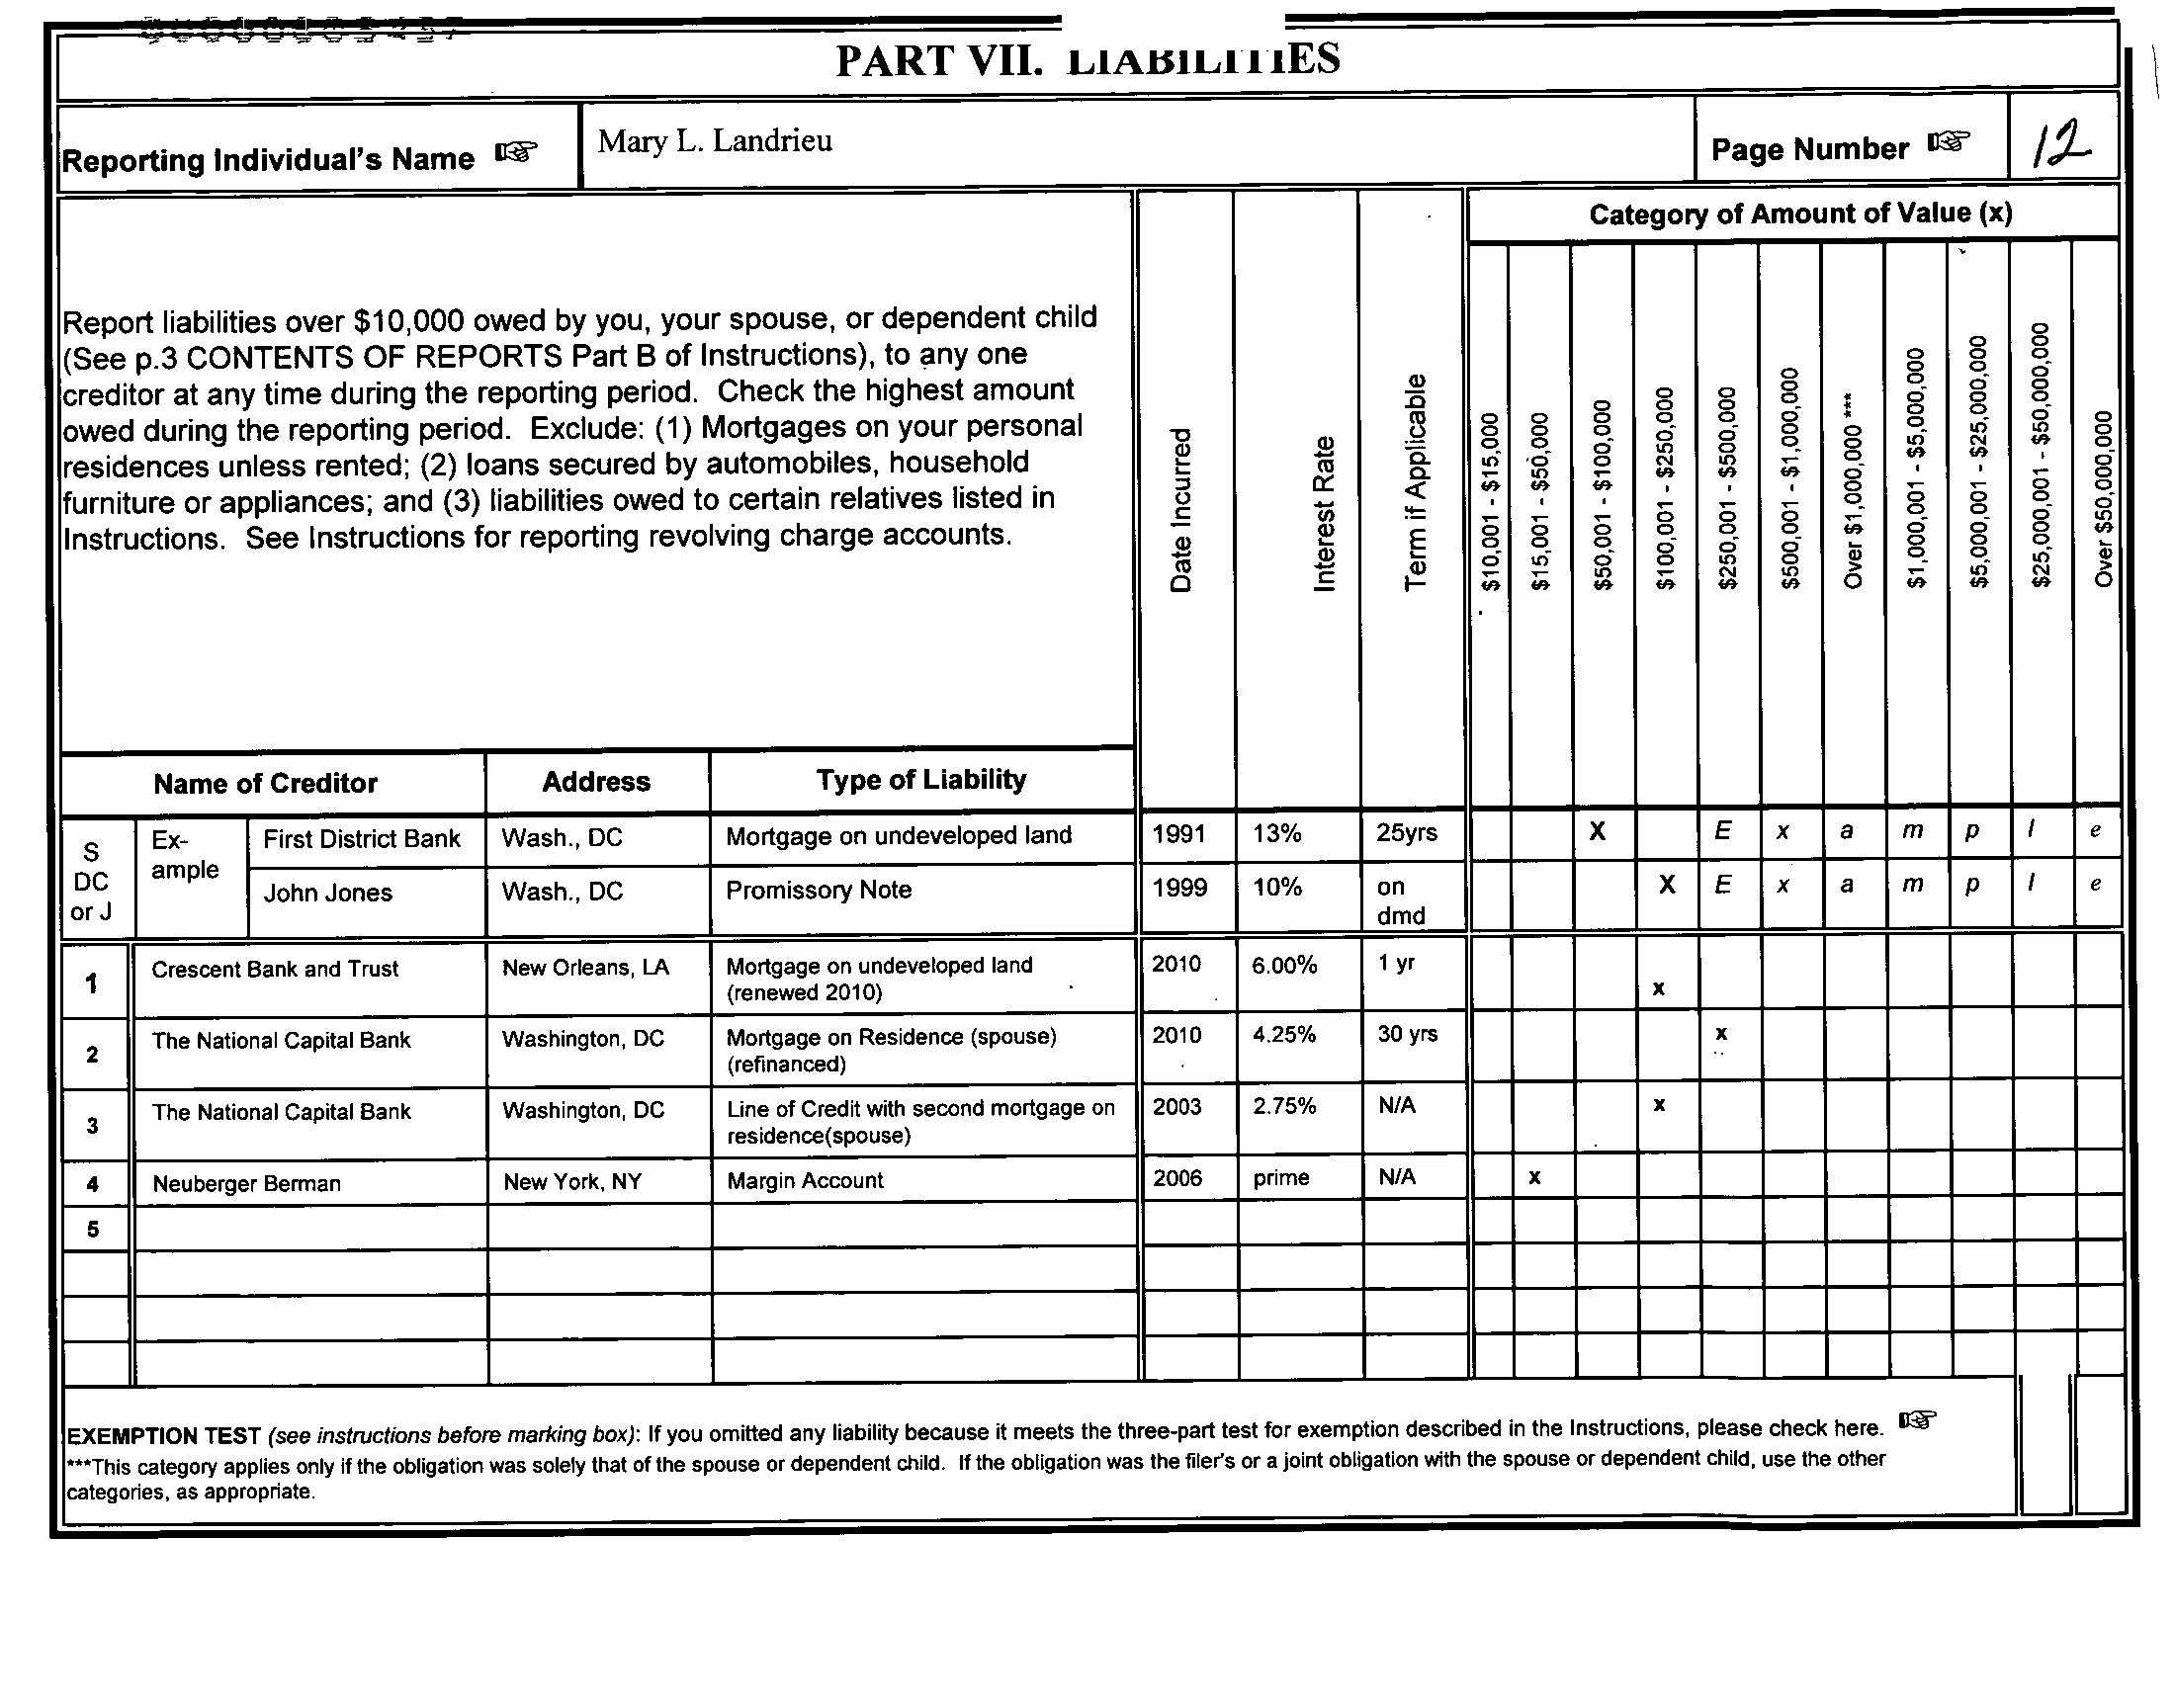 PART VII. LIABILITIES
Reporting Individual's Name
Mary L. Landrieu
Page Number
12
Category of Amount of Value (x)
Report liabilities over $10,000 owed by you, your spouse, or dependent child
(See p.3 CONTENTS OF REPORTS Part B of Instructions), to any one
creditor at any time during the reporting period. Check the highest amount
owed during the reporting period. Exclude: (1) Mortgages on your personal
residences unless rented; (2) loans secured by automobiles, household
furniture or appliances; and (3) liabilities owed to certain relatives listed in
Instructions. See Instructions for reporting revolving charge accounts.
Date Incurred
Interest Rate
Term if Applicable
$10,001 - $15,000
$15,001 - $50,000
$50,001 - $100,000
$100,001 - $250,000
$250,001 - $500,000
$500,001 - $1,000,000
Over $1,000,000 ***
$1,000,001 - $5,000,000
$5,000,001 - $25,000,000
$25,000,001 - $50,000,000
Over $50,000,000
Name of Creditor Address Type of Liability
S
DC
or J
Ex-
ample
First District Bank Wash., DC Mortgage on undeveloped land 1991 13% 25yrs X E x a m p l e
John Jones Wash., DC Promissory Note 1999 10% on X E x a m p l e
dmd
1 Crescent Bank and Trust New Orleans, LA Mortgage on undeveloped land 2010 6.00% 1 yr x
(renewed 2010)
2 The National Capital Bank Washington, DC Mortgage on Residence (spouse) 2010 4.25% 30 yrs x
(refinanced)
3 The National Capital Bank Washington, DC Line of Credit with second mortgage on 2003 2.75% N/A x
residence(spouse)
4 Neuberger Berman New York, NY Margin Account 2006 prime N/A x
5
EXEMPTION TEST (see instructions before marking box): If you omitted any liability because it meets the three-part test for exemption described in the Instructions, please check here.
***This category applies only if the obligation was solely that of the spouse or dependent child. If the obligation was the filer's or a joint obligation with the spouse or dependent child, use the other
categories, as appropriate.